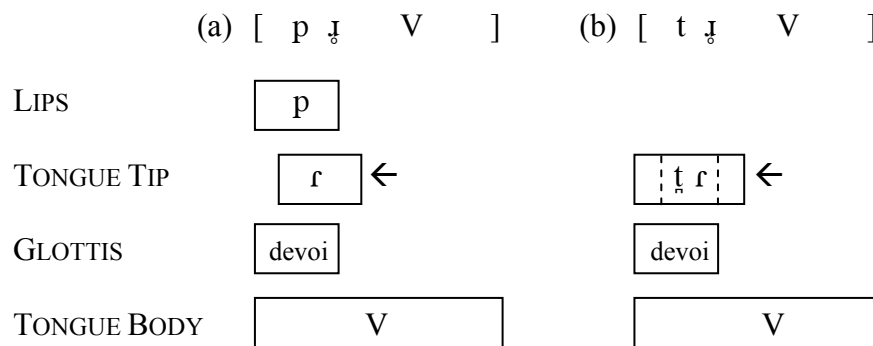 (a) [ p ɹ̝̊ V ] (b) [ t ɹ̝̊ V ]
LIPS p
TONGUE TIP ɾ ← t̪ ɾ ←
GLOTTIS devoi devoi
TONGUE BODY V V